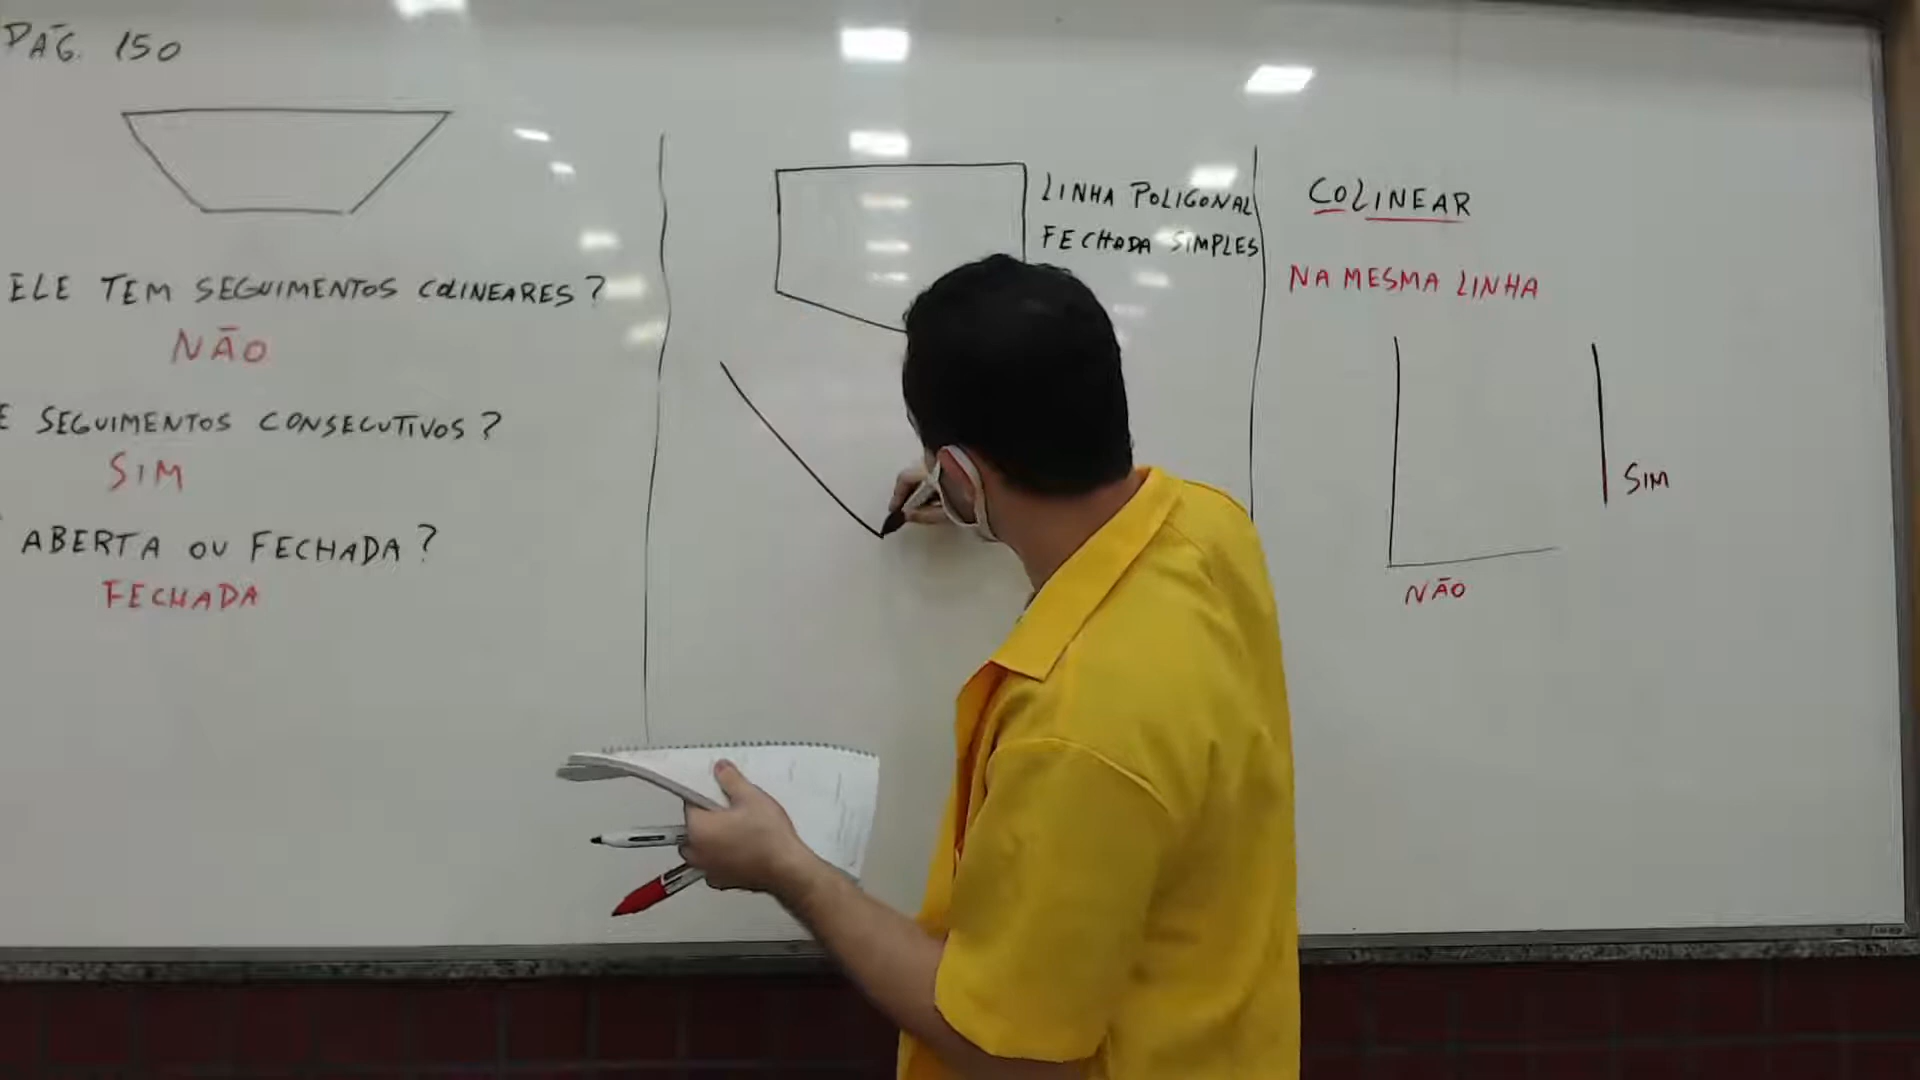 PÁG. 150
ELE TEM SEGUIMENTOS COLINEARES?
NÃO
E SEGUIMENTOS CONSECUTIVOS?
SIM
ABERTA OU FECHADA?
FECHADA
LINHA POLIGONAL
FECHADA SIMPLES
COLINEAR
NA MESMA LINHA
SIM
NÃO